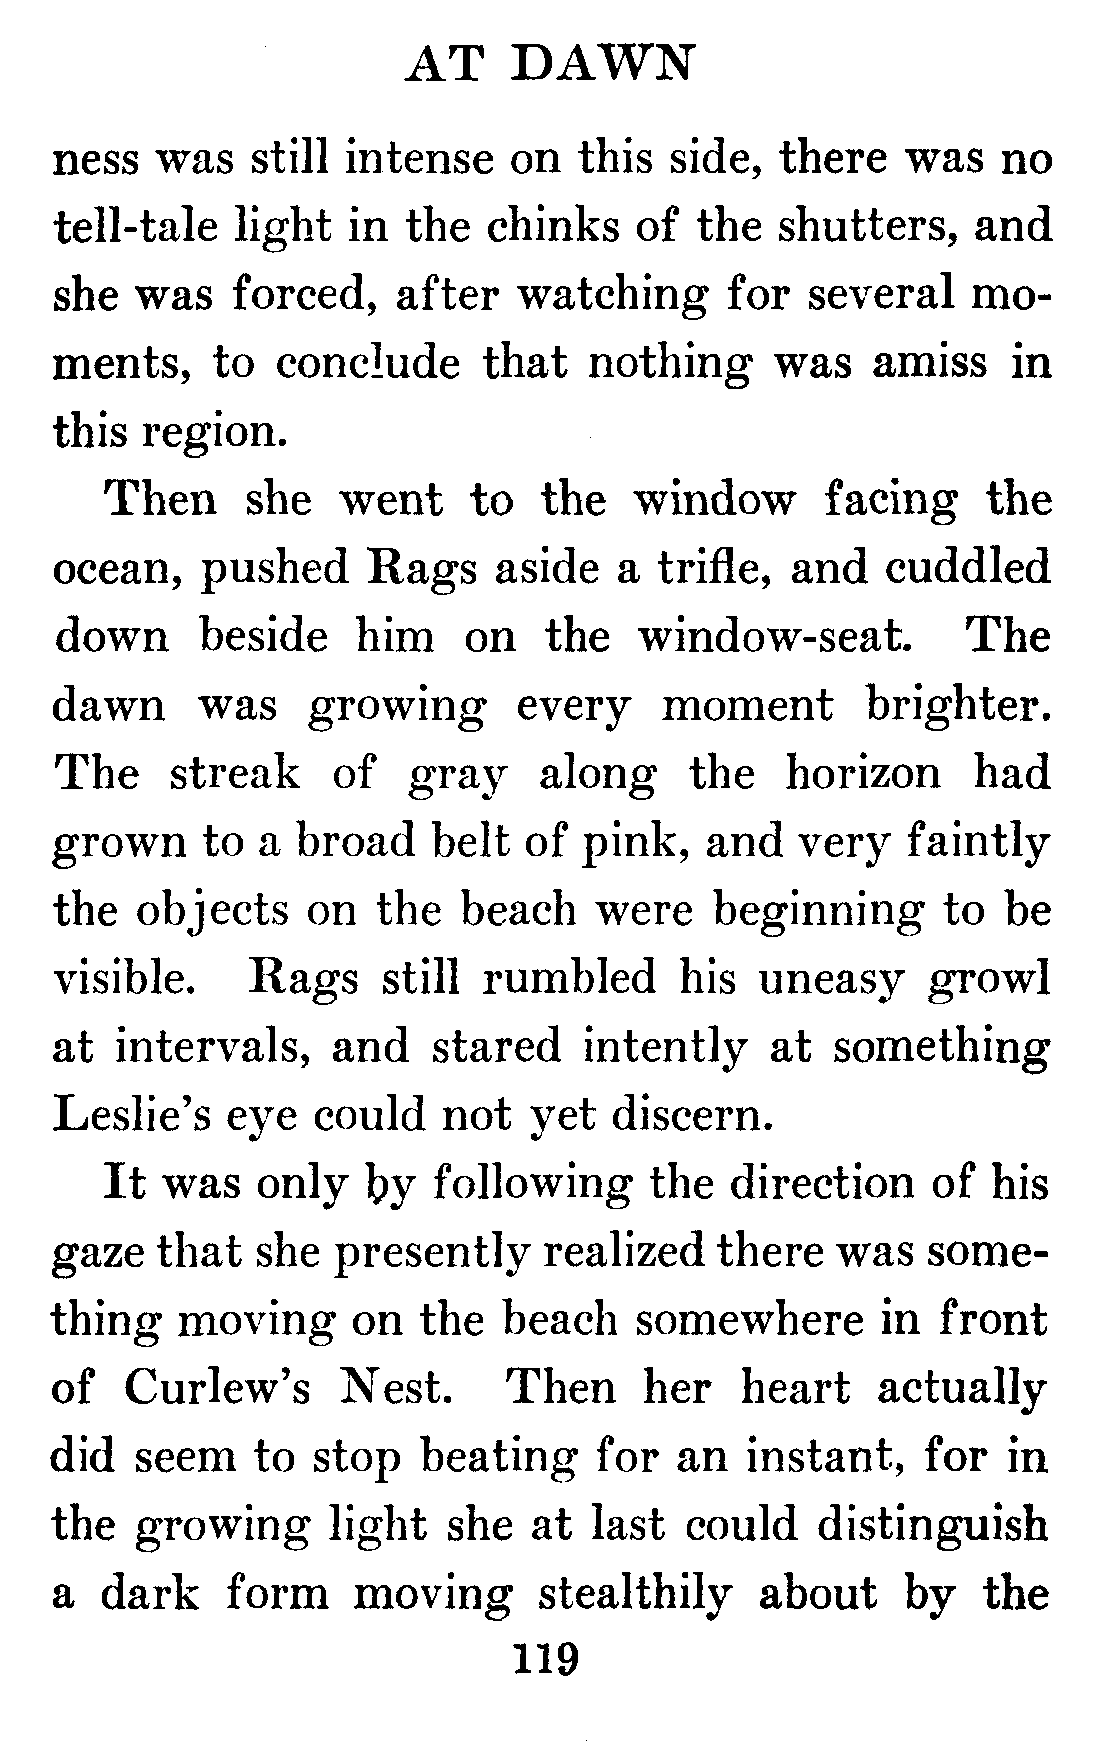 AT DAWN
ness was still intense on this side, there was no
tell-tale light in the chinks of the shutters, and
she was forced, after watching for several mo-
ments, to conclude that nothing was amiss in
this region.
Then she went to the window facing the
ocean, pushed Rags aside a trifle, and cuddled
down beside him on the window-seat. The
dawn was growing every moment brighter.
The streak of gray along the horizon had
grown to a broad belt of pink, and very faintly
the objects on the beach were beginning to be
visible. Rags still rumbled his uneasy growl
at intervals, and stared intently at something
Leslie's eye could not yet discern.
It was only by following the direction of his
gaze that she presently realized there was some-
thing moving on the beach somewhere in front
of Curlew's Nest. Then her heart actually
did seem to stop beating for an instant, for in
the growing light she at last could distinguish
a dark form moving stealthily about by the
119